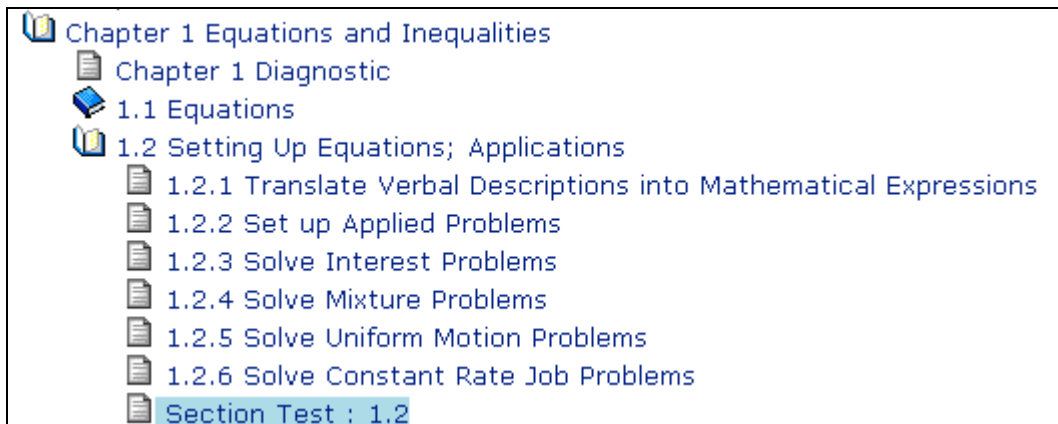 Chapter 1 Equations and Inequalities
Chapter 1 Diagnostic
1.1 Equations
1.2 Setting Up Equations; Applications
1.2.1 Translate Verbal Descriptions into Mathematical Expressions
1.2.2 Set up Applied Problems
1.2.3 Solve Interest Problems
1.2.4 Solve Mixture Problems
1.2.5 Solve Uniform Motion Problems
1.2.6 Solve Constant Rate Job Problems
Section Test : 1.2